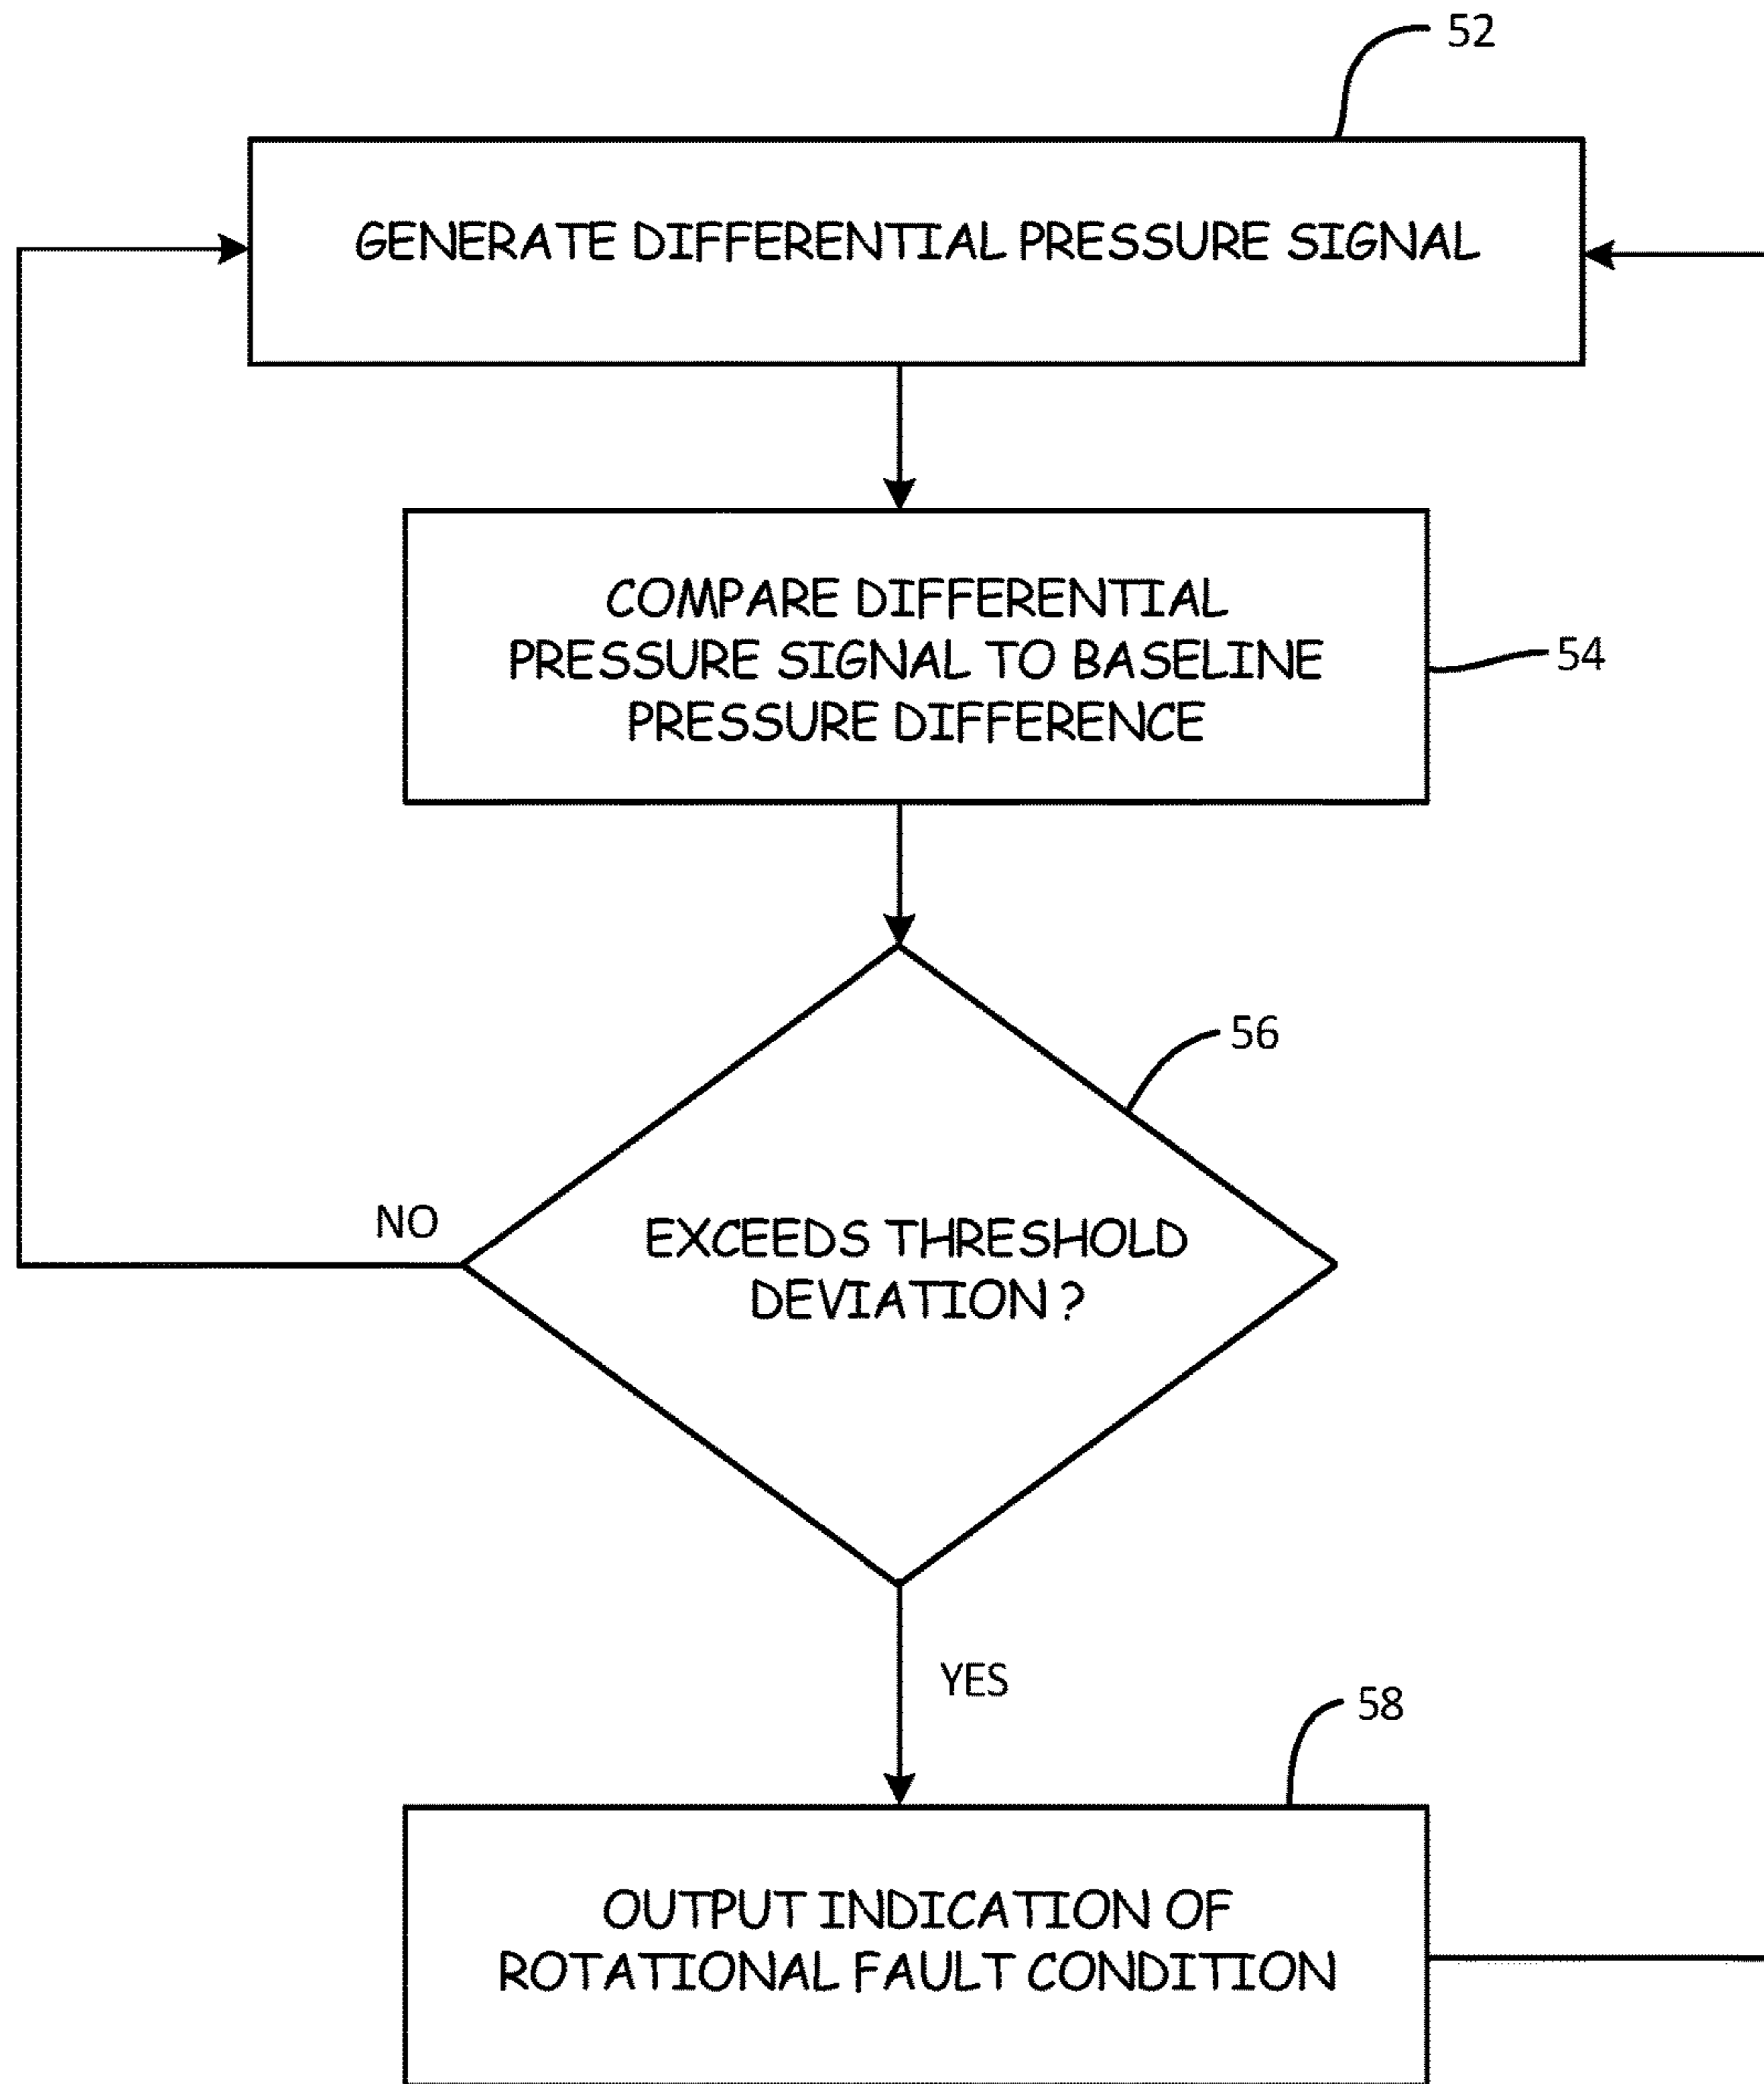 52
GENERATE DIFFERENTIAL PRESSURE SIGNAL
COMPARE DIFFERENTIAL
PRESSURE SIGNAL TO BASELINE
PRESSURE DIFFERENCE
54
56
NO
EXCEEDS THRESHOLD
DEVIATION ?
YES
58
OUTPUT INDICATION OF
ROTATIONAL FAULT CONDITION